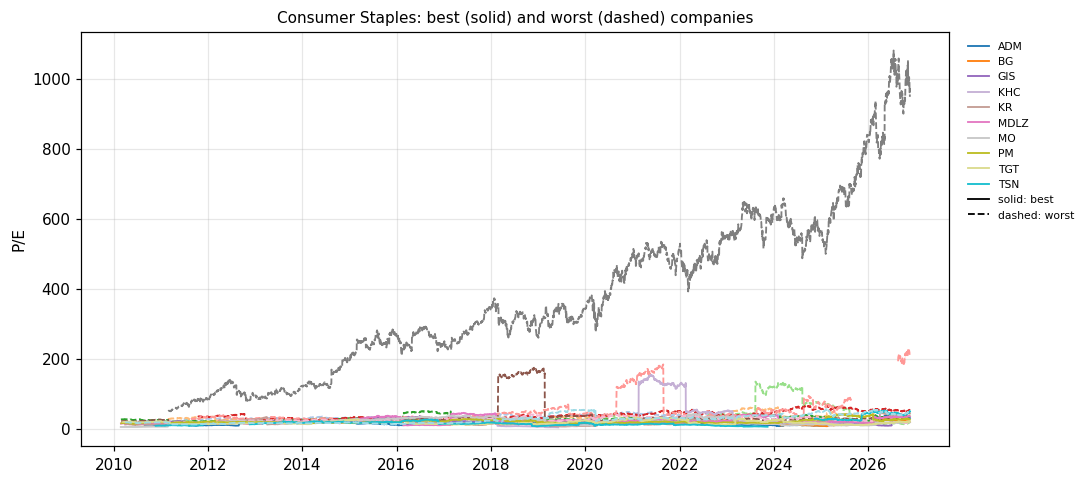 Consumer Staples: best (solid) and worst (dashed) companies
P/E
1000
800
600
400
200
0
2010
2012
2014
2016
2018
2020
2022
2024
2026
ADM
BG
GIS
KHC
KR
MDLZ
MO
PM
TGT
TSN
solid: best
dashed: worst